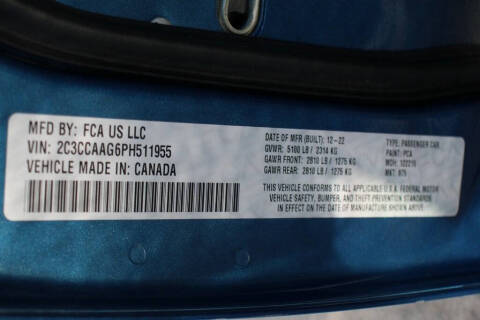 MFD BY: FCA US LLC
VIN: 2C3CCAAG6PH511955
VEHICLE MADE IN: CANADA
DATE OF MFR (BUILT): 12-22
GVWR: 5100 LB / 2314 KG
GAWR FRONT: 2810 LB / 1275 KG
GAWR REAR: 2810 LB / 1275 KG
TYPE: PASSENGER CAR
PAINT: PCA
MDH:
THIS VEHICLE CONFORMS TO ALL APPLICABLE U.S.A. FEDERAL MOTOR
VEHICLE SAFETY, BUMPER, AND THEFT PREVENTION STANDARDS
IN EFFECT ON THE DATE OF MANUFACTURE SHOWN ABOVE.